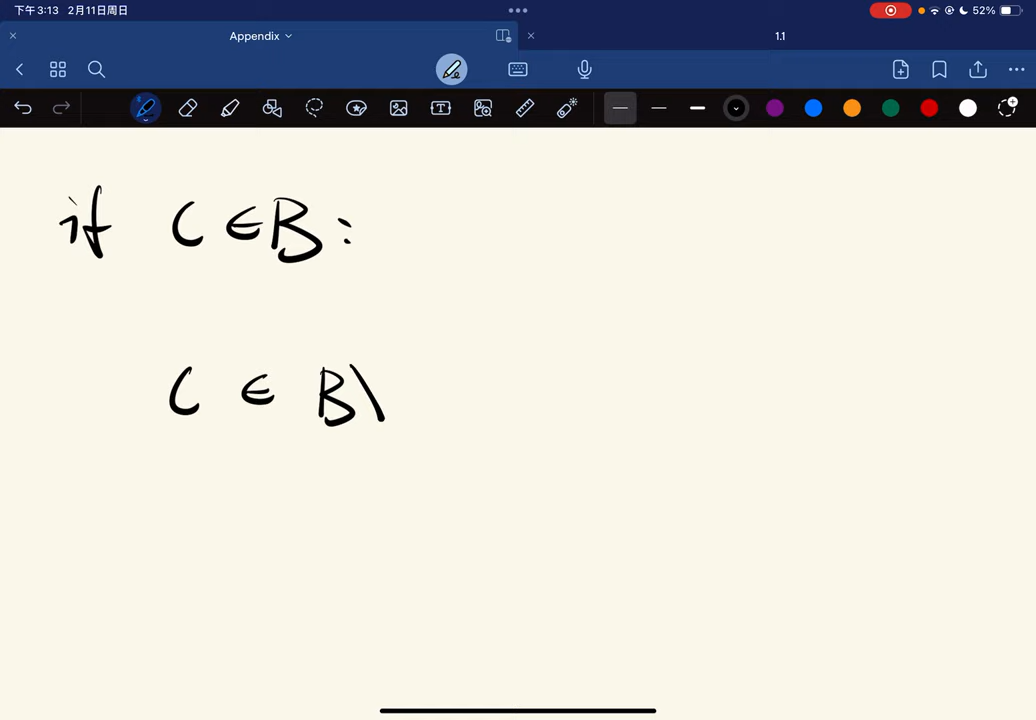 下午3:13 2月11日周日 52%
Appendix 1.1
if C ∈ B :
C ∈ B\